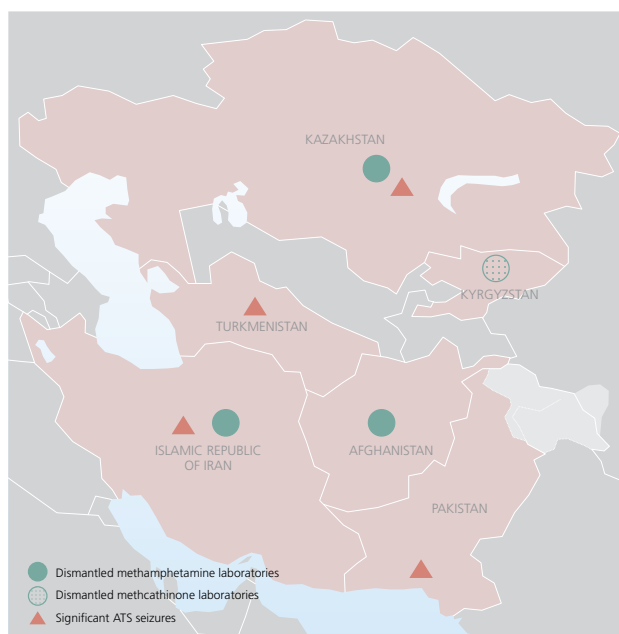 KAZAKHSTAN
KYRGYZSTAN
TURKMENISTAN
ISLAMIC REPUBLIC
OF IRAN
AFGHANISTAN
PAKISTAN
Dismantled methamphetamine laboratories
Dismantled methcathinone laboratories
Significant ATS seizures